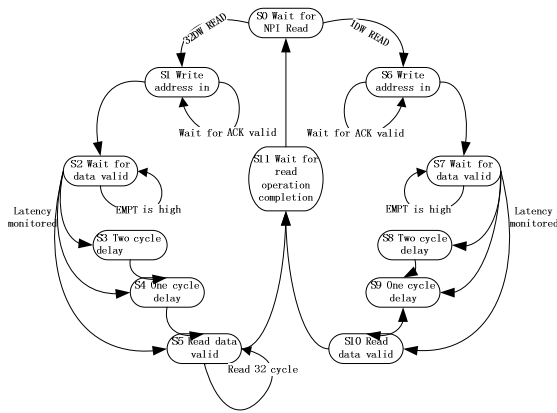 S0 Wait for
NPI Read
32DW READ
1DW READ
S1 Write
address in
S6 Write
address in
Wait for ACK valid
Wait for ACK valid
S11 Wait for
read
operation
completion
S2 Wait for
data valid
S7 Wait for
data valid
EMPT is high
EMPT is high
Latency
monitored
Latency
monitored
S3 Two cycle
delay
S8 Two cycle
delay
S4 One cycle
delay
S9 One cycle
delay
S5 Read data
valid
S10 Read
data valid
Read 32 cycle